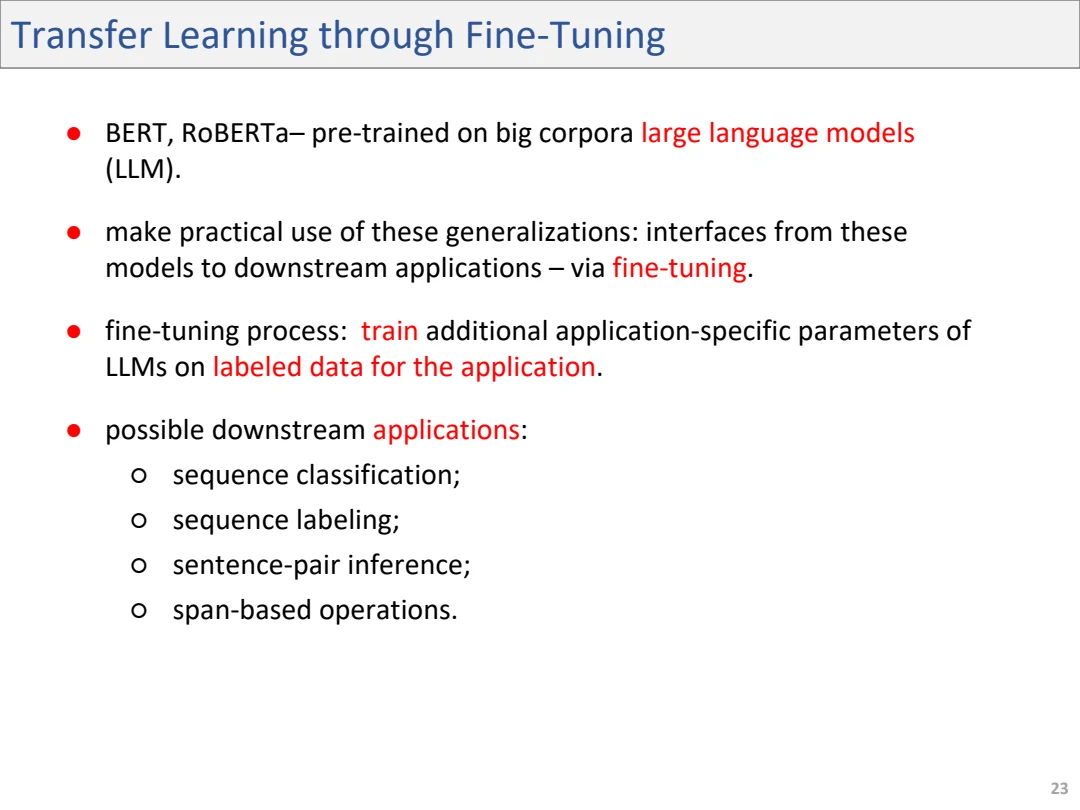 Transfer Learning through Fine-Tuning
● BERT, RoBERTa– pre-trained on big corpora large language models
(LLM).
● make practical use of these generalizations: interfaces from these
models to downstream applications – via fine-tuning.
● fine-tuning process:  train additional application-specific parameters of
LLMs on labeled data for the application.
● possible downstream applications:
○ sequence classification;
○ sequence labeling;
○ sentence-pair inference;
○ span-based operations.
23